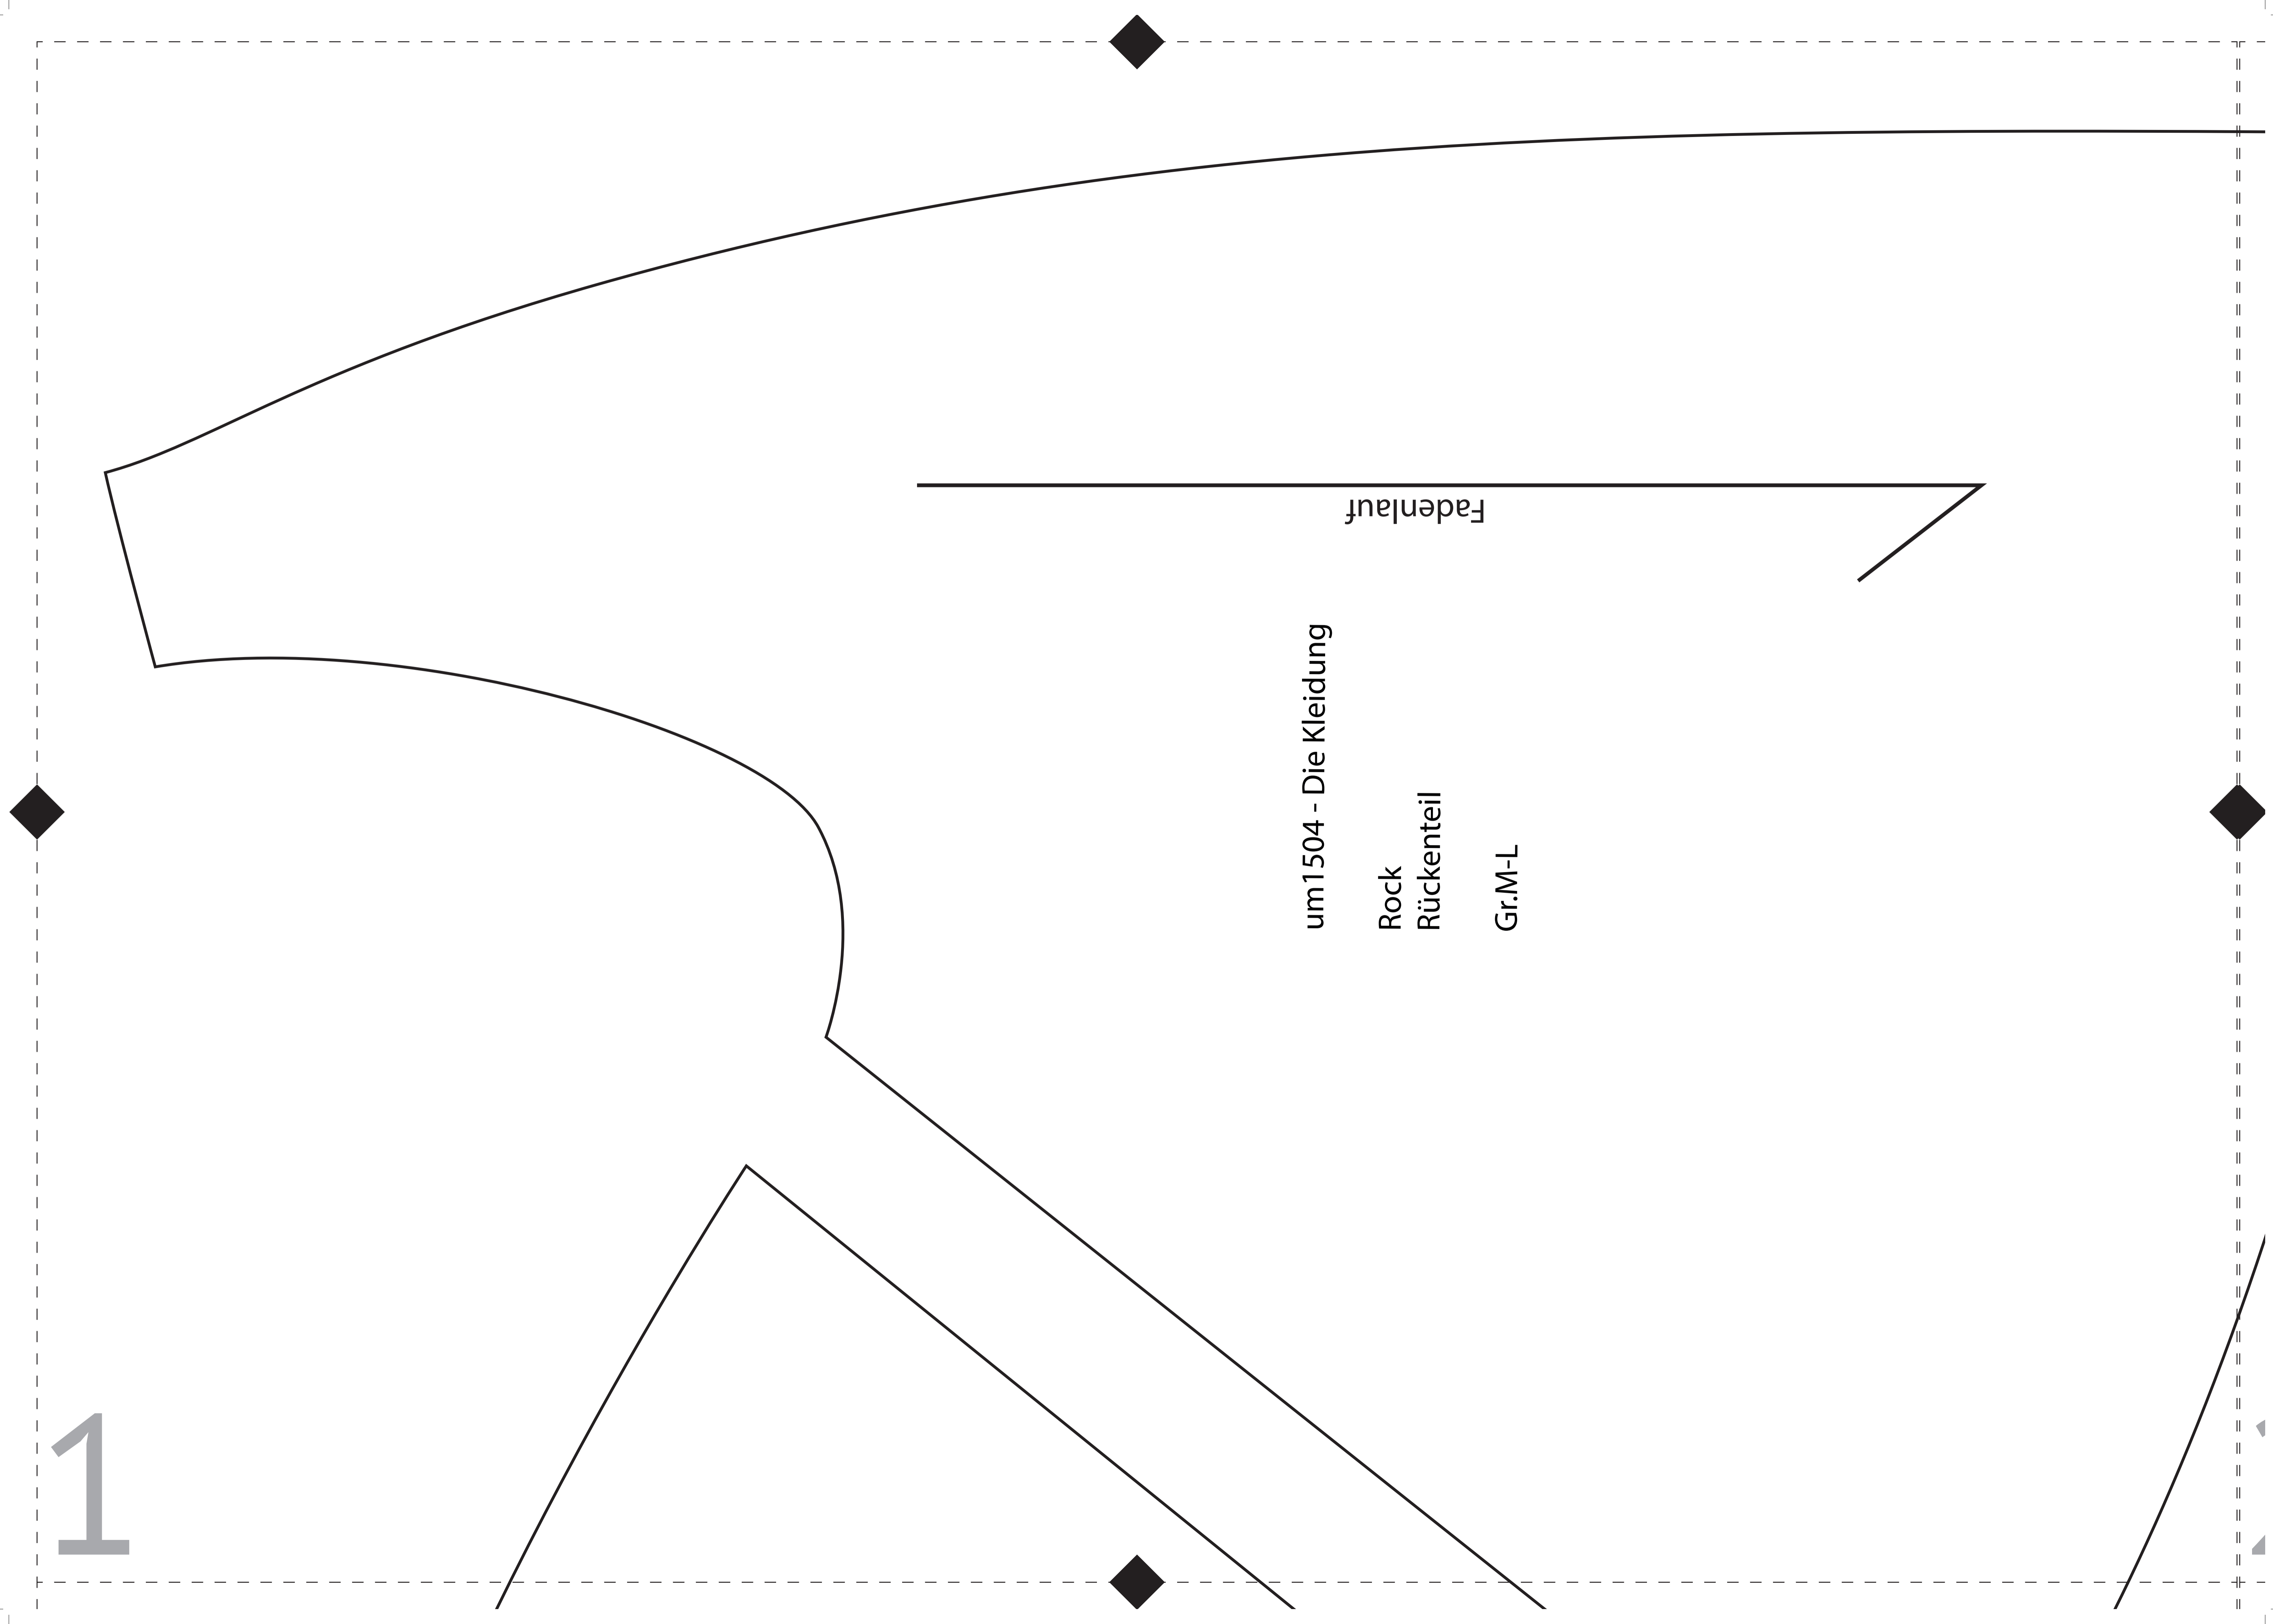 Fadenlauf
um1504 - Die Kleidung
Rock
Rückenteil
Gr.M-L
1